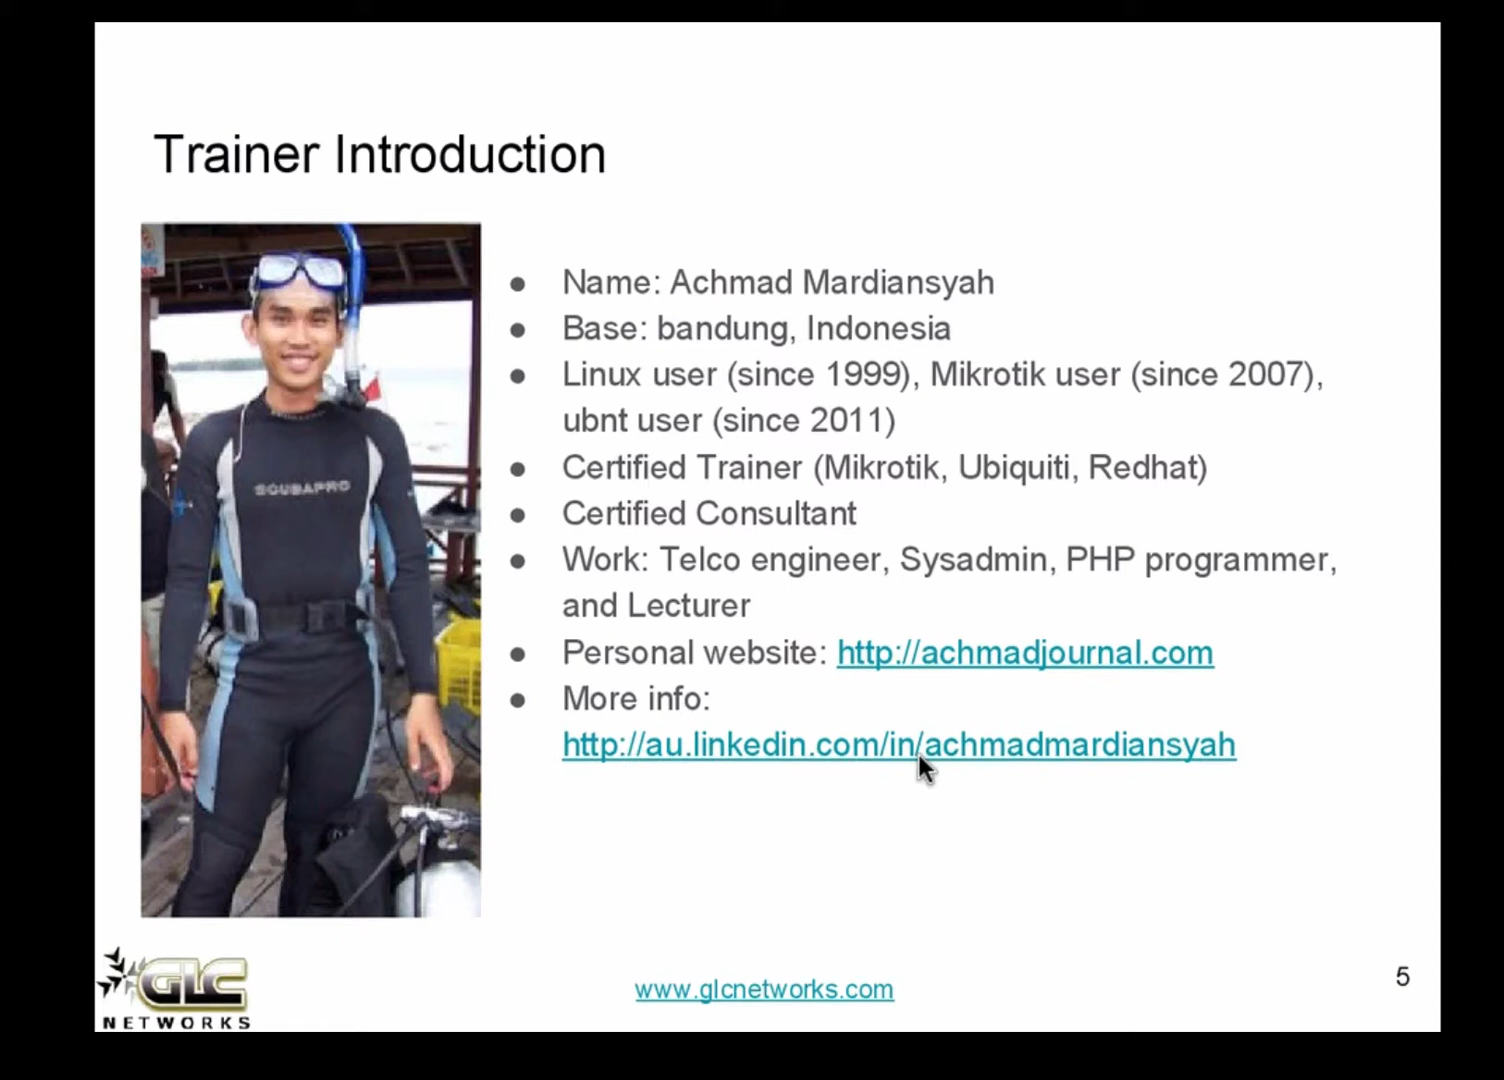 Trainer Introduction
SCUBAPRO
● Name: Achmad Mardiansyah
● Base: bandung, Indonesia
● Linux user (since 1999), Mikrotik user (since 2007),
ubnt user (since 2011)
● Certified Trainer (Mikrotik, Ubiquiti, Redhat)
● Certified Consultant
● Work: Telco engineer, Sysadmin, PHP programmer,
and Lecturer
● Personal website: http://achmadjournal.com
● More info:
http://au.linkedin.com/in/achmadmardiansyah
GLC
NETWORKS
www.glcnetworks.com
5